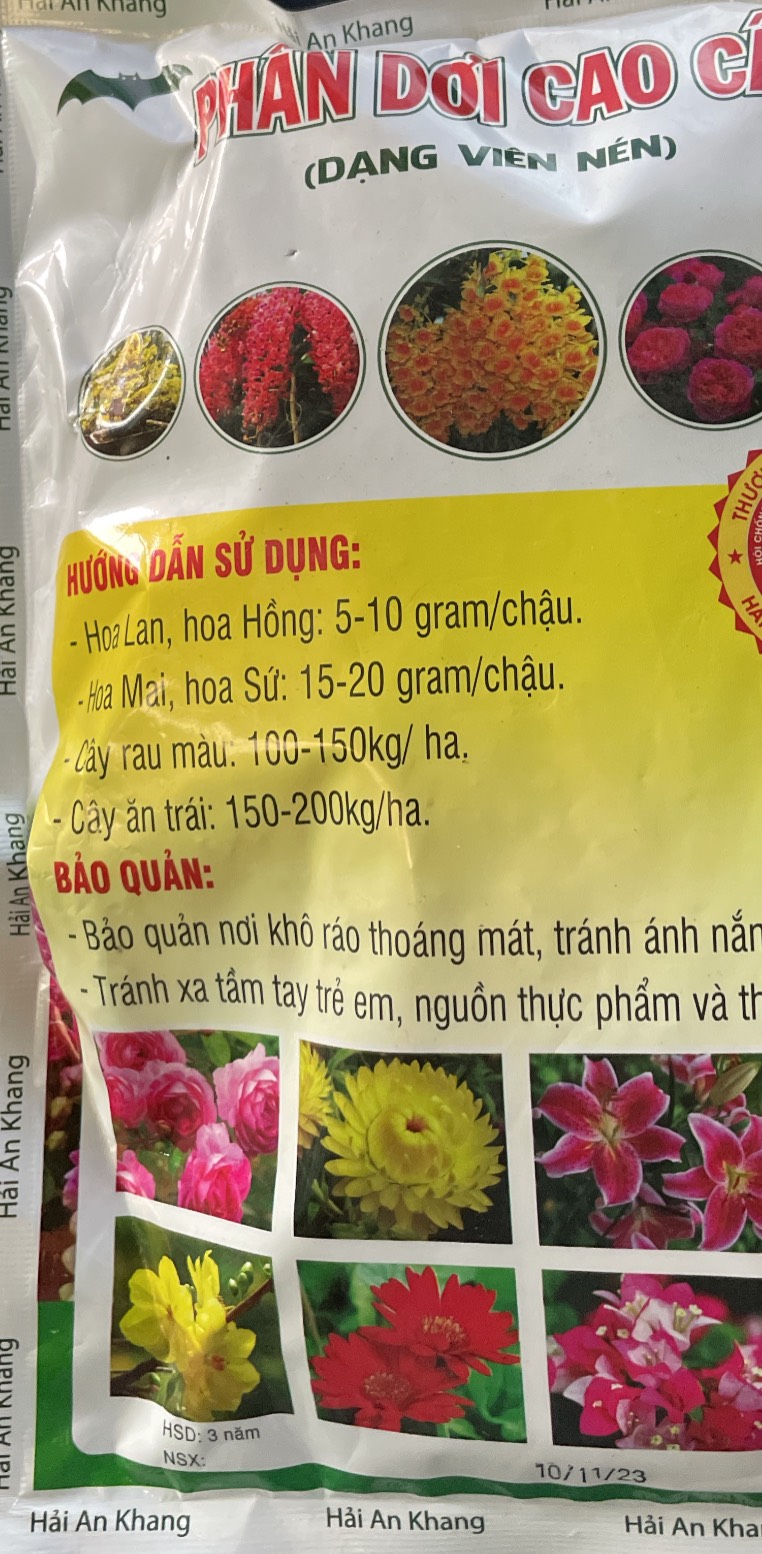 Hải An Khang
An Khang
PHÂN DƠI CAO
(DẠNG VIÊN NÉN)
HƯỚNG DẪN SỬ DỤNG:
- Hoa Lan, hoa Hồng: 5-10 gram/chậu.
- Hoa Mai, hoa Sứ: 15-20 gram/chậu.
- Cây rau màu: 100-150kg/ ha.
- Cây ăn trái: 150-200kg/ha.
BẢO QUẢN:
- Bảo quản nơi khô ráo thoáng mát, tránh ánh
- Tránh xa tầm tay trẻ em, nguồn thực phẩm và
HSD: 3 năm
NSX:
10/11/23
Hải An Khang
Hải An Khang
Hải An
Hải An Khang
Hải An Khang
Hải An Khang
Hải An Khang